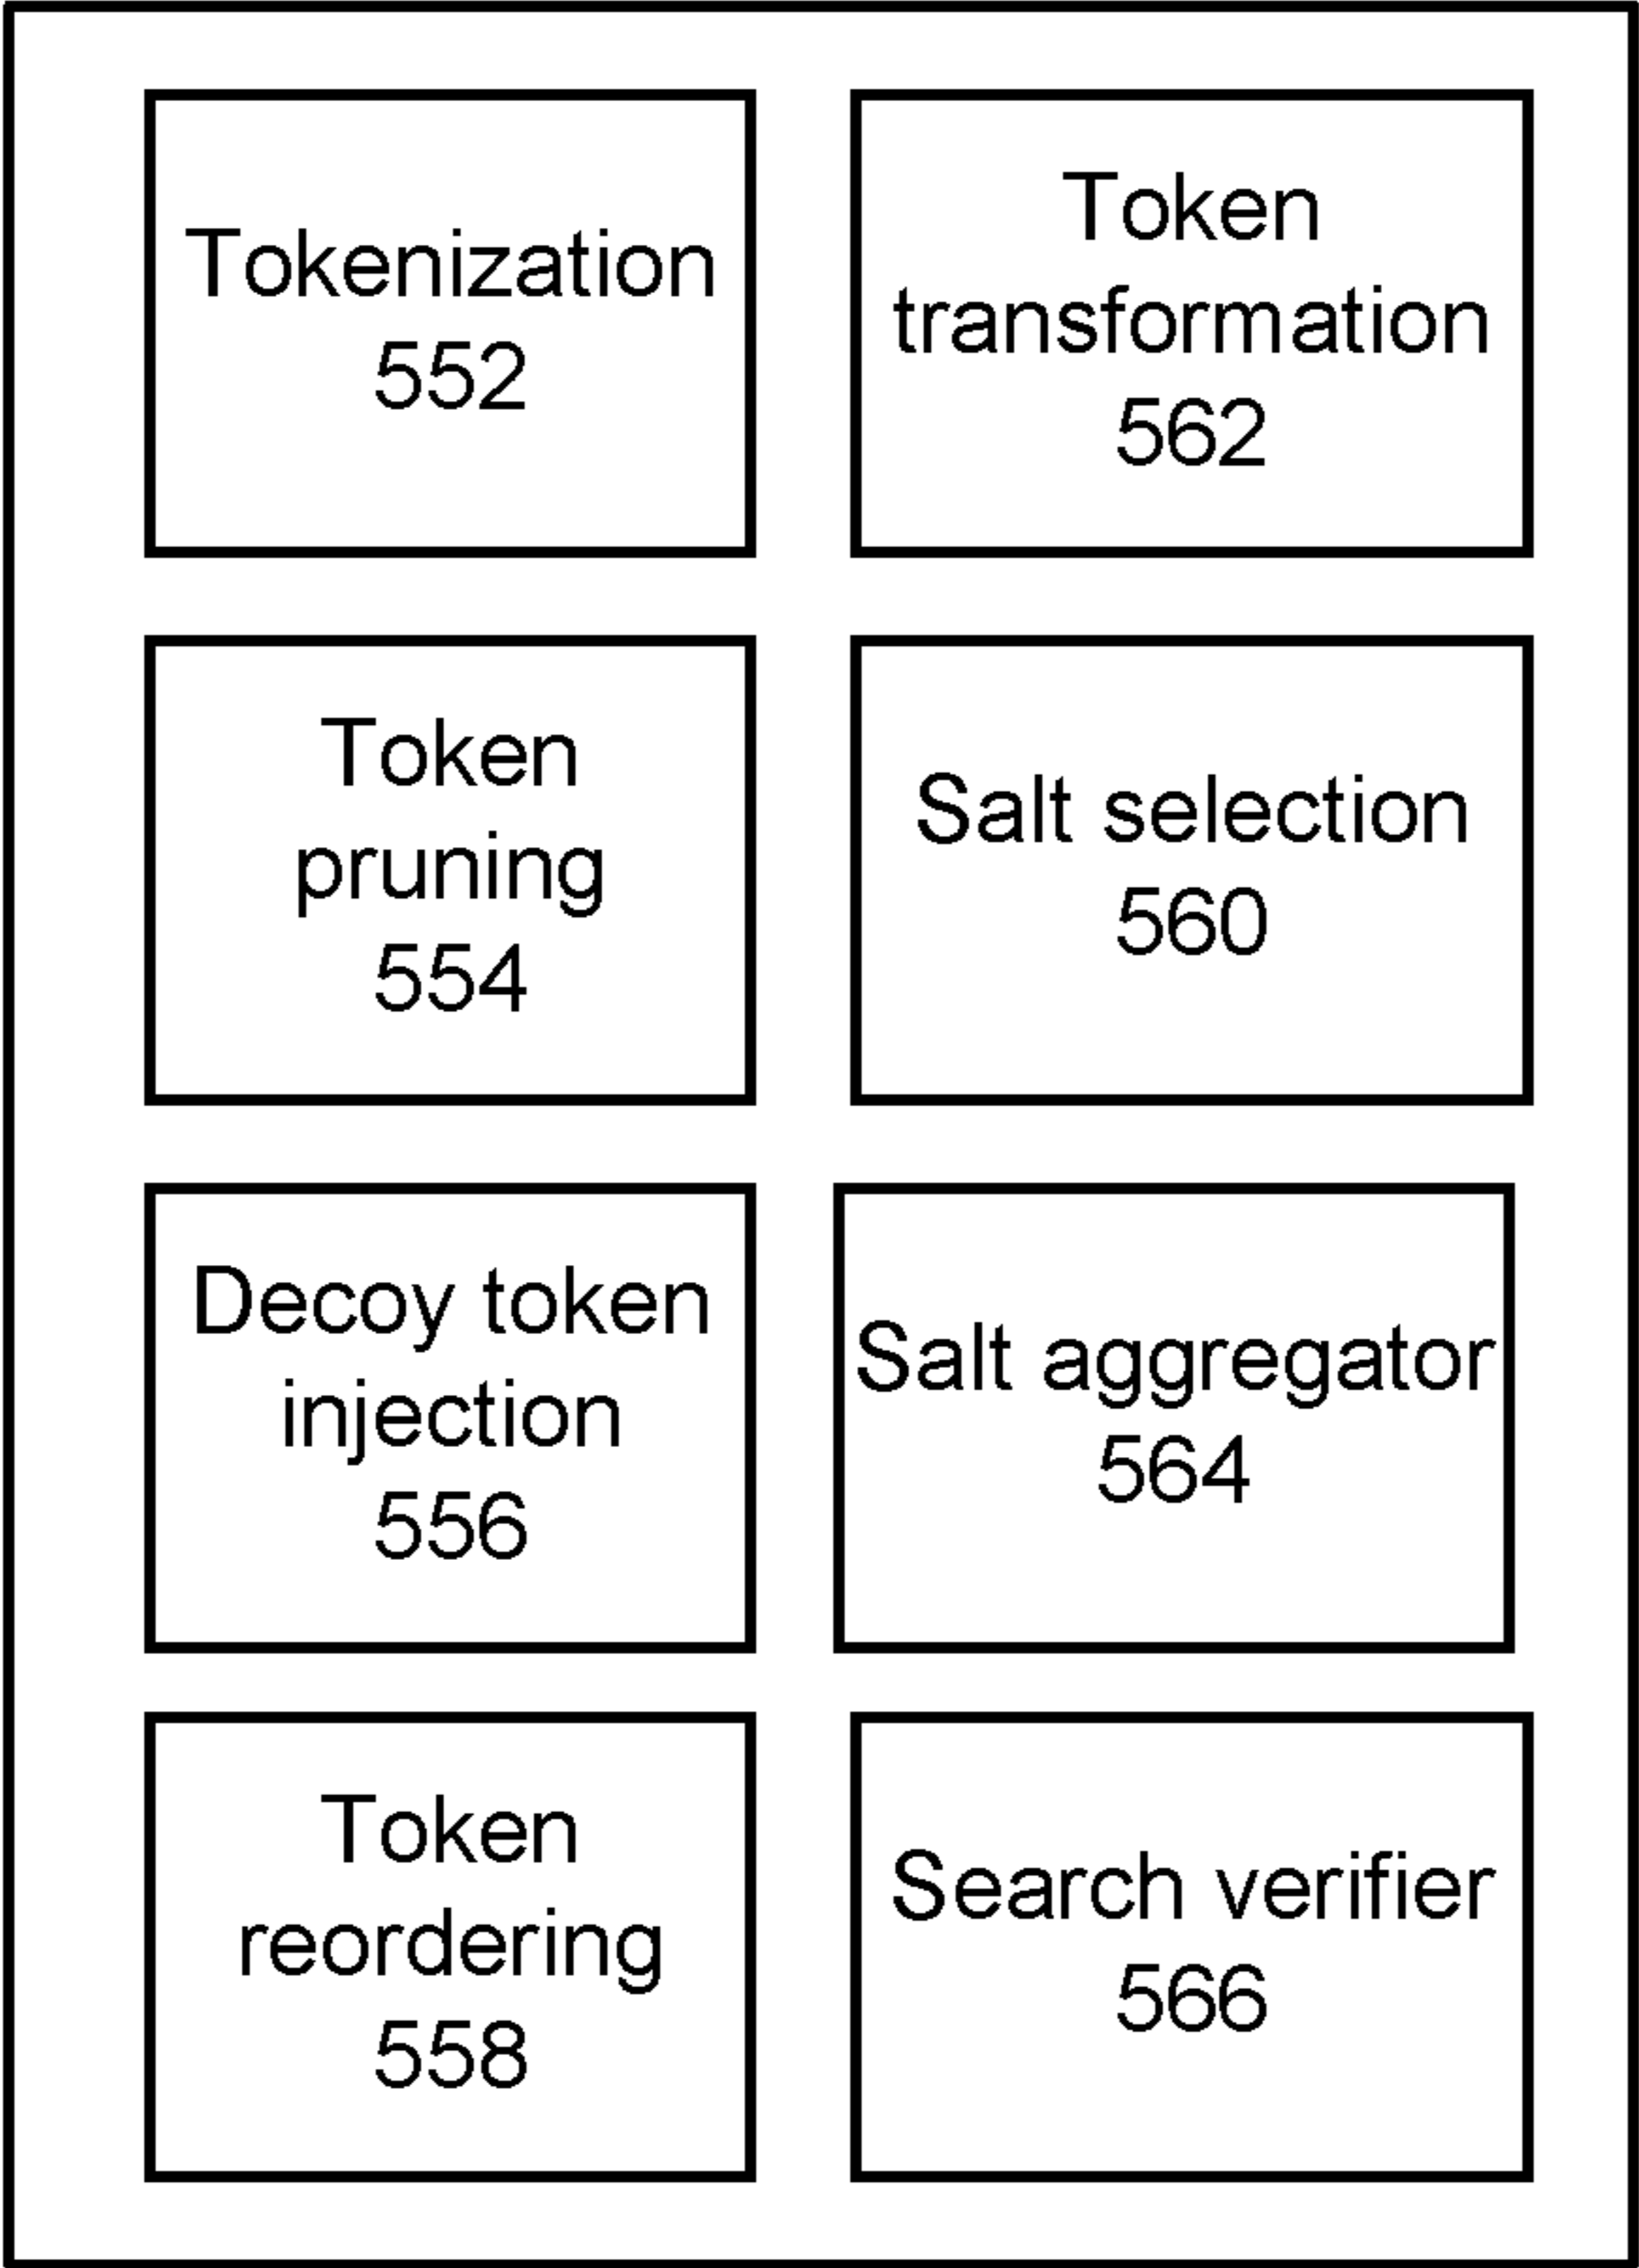 Tokenization
552
Token
transformation
562
Token
pruning
554
Salt selection
560
Decoy token
injection
556
Salt aggregator
564
Token
reordering
558
Search verifier
566